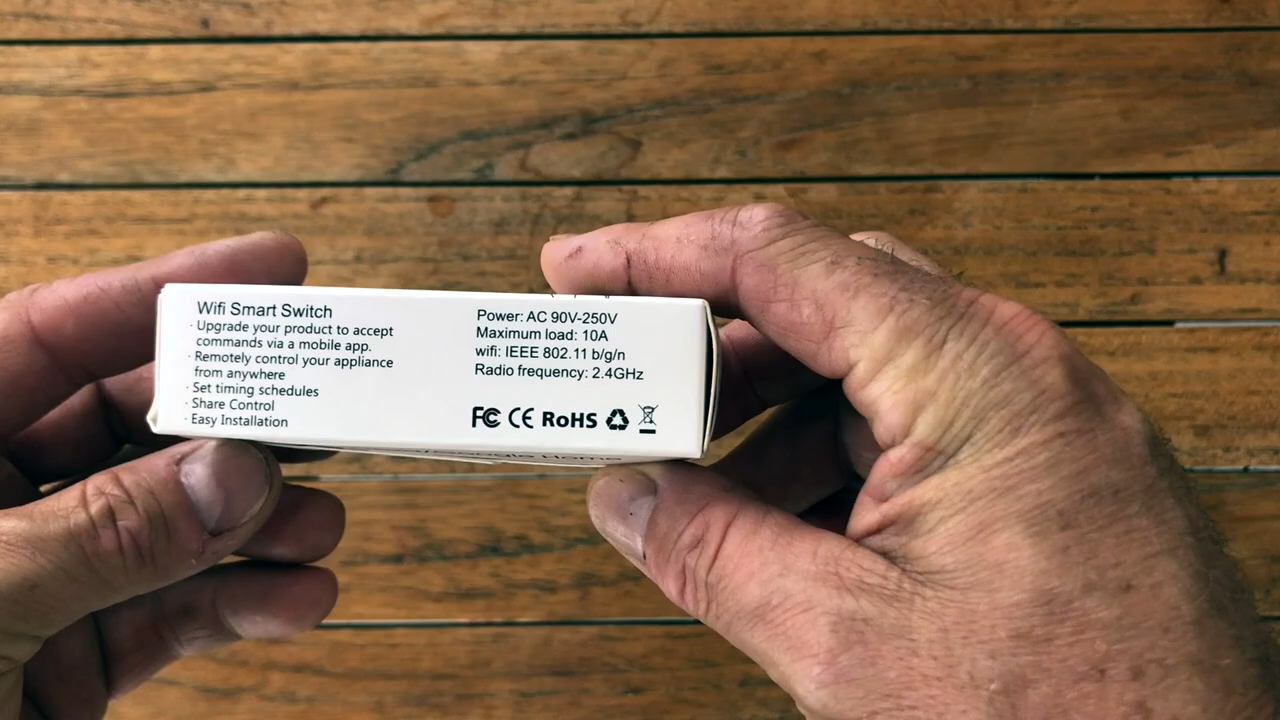 Wifi Smart Switch
· Upgrade your product to accept
commands via a mobile app.
· Remotely control your appliance
from anywhere
· Set timing schedules
· Share Control
· Easy Installation
Power: AC 90V-250V
Maximum load: 10A
wifi: IEEE 802.11 b/g/n
Radio frequency: 2.4GHz
FC CE RoHS
Google Home